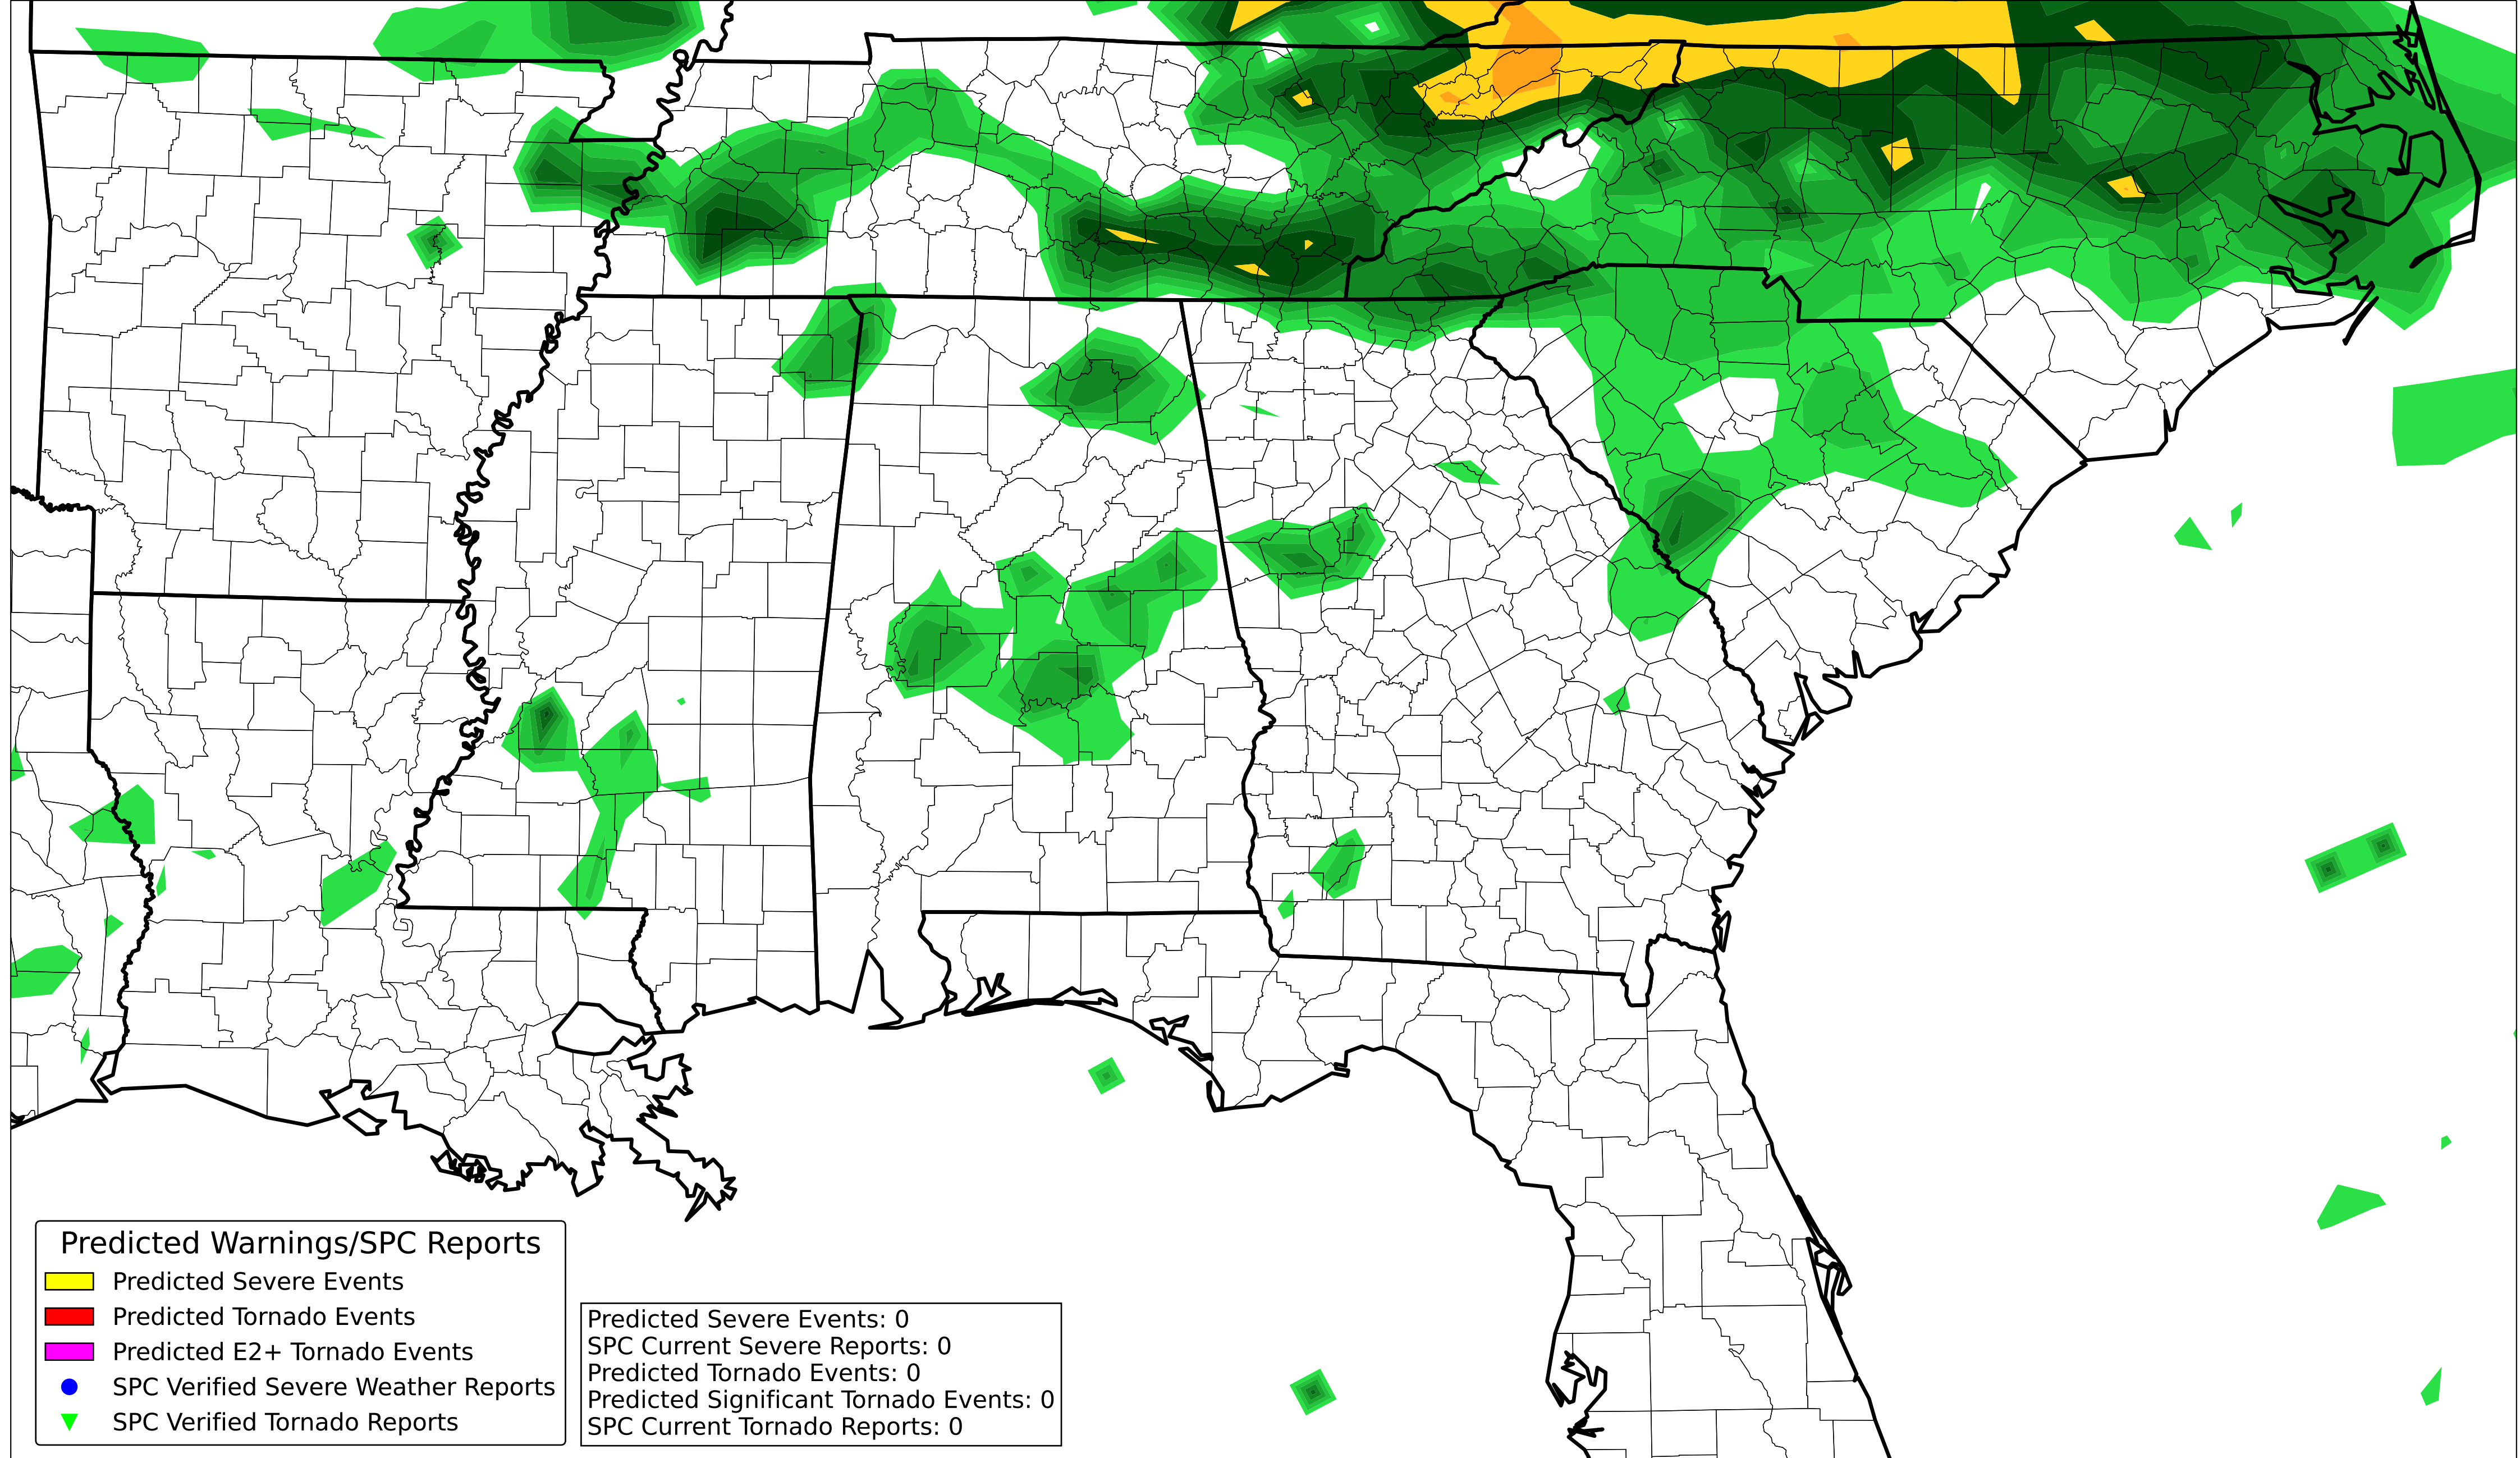 Predicted Warnings/SPC Reports
Predicted Severe Events
Predicted Tornado Events
Predicted E2+ Tornado Events
SPC Verified Severe Weather Reports
SPC Verified Tornado Reports
Predicted Severe Events: 0
SPC Current Severe Reports: 0
Predicted Tornado Events: 0
Predicted Significant Tornado Events: 0
SPC Current Tornado Reports: 0